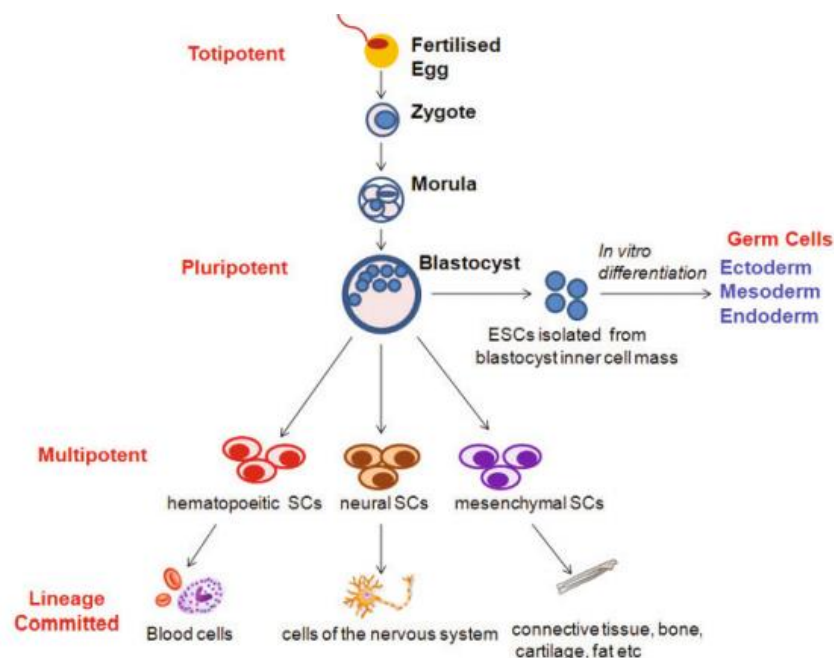 Totipotent
Fertilised
Egg
Zygote
Morula
Pluripotent
Blastocyst
In vitro
differentiation
Germ Cells
Ectoderm
Mesoderm
Endoderm
ESCs isolated from
blastocyst inner cell mass
Multipotent
hematopoeitic SCs
neural SCs
mesenchymal SCs
Lineage
Committed
Blood cells
cells of the nervous system
connective tissue, bone,
cartilage, fat etc